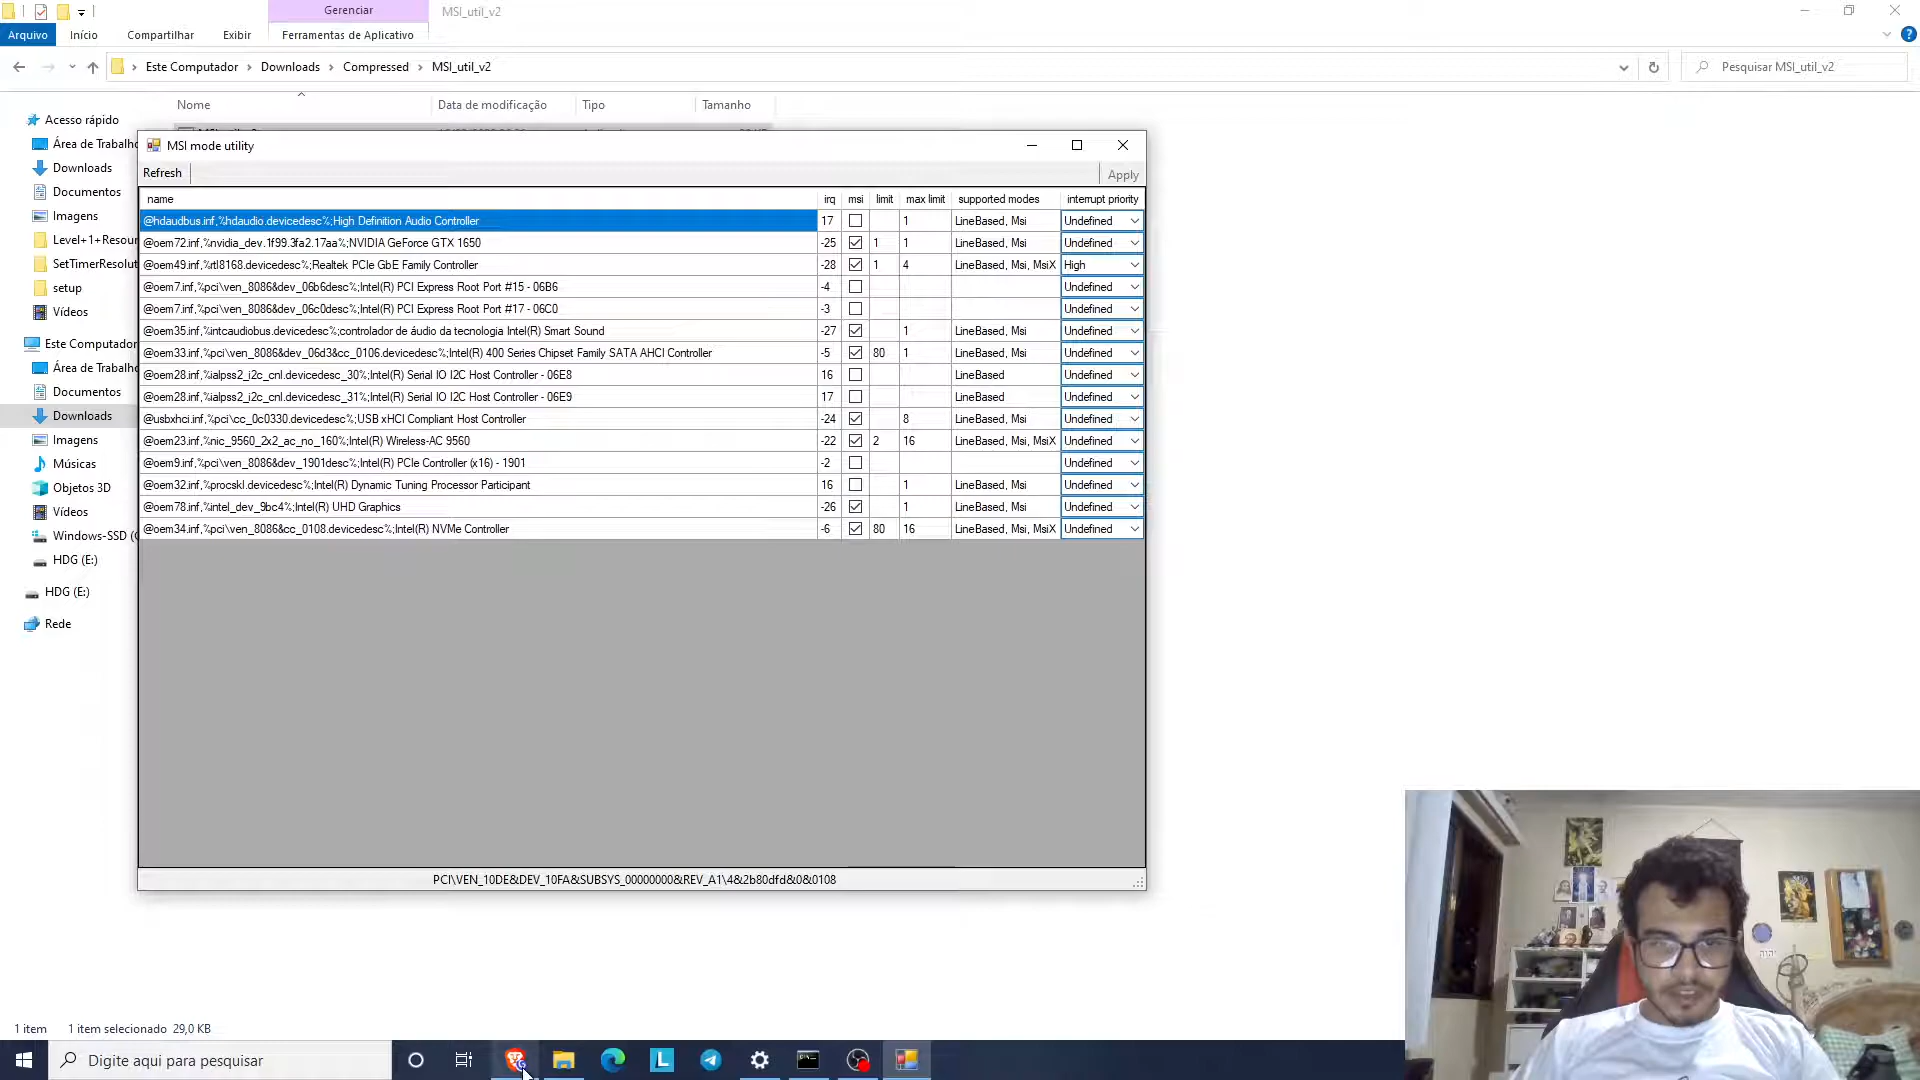 Gerenciar
MSI_util_v2
Arquivo
Início
Compartilhar
Exibir
Ferramentas de Aplicativo
Este Computador
Downloads
Compressed
MSI_util_v2
Pesquisar MSI_util_v2
Nome
Data de modificação
Tipo
Tamanho
Acesso rápido
Área de Trabalho
Downloads
Documentos
Imagens
Level+1+Resour
SetTimerResolut
setup
Vídeos
Este Computador
Área de Trabalho
Documentos
Downloads
Imagens
Músicas
Objetos 3D
Vídeos
Windows-SSD (
HDG (E:)
HDG (E:)
Rede
MSI mode utility
Refresh
Apply
name irq msi limit max limit supported modes interrupt priority
@hdaudbus.inf,%hdaudio.devicedesc%;High Definition Audio Controller 17 1 LineBased, Msi Undefined
@oem72.inf,%nvidia_dev.1f99.3fa2.17aa%;NVIDIA GeForce GTX 1650 -25 1 1 LineBased, Msi Undefined
@oem49.inf,%rtl8168.devicedesc%;Realtek PCIe GbE Family Controller -28 1 4 LineBased, Msi, MsiX High
@oem7.inf,%pci\ven_8086&dev_06b6desc%;Intel(R) PCI Express Root Port #15 - 06B6 -4 Undefined
@oem7.inf,%pci\ven_8086&dev_06c0desc%;Intel(R) PCI Express Root Port #17 - 06C0 -3 Undefined
@oem35.inf,%intcaudiobus.devicedesc%;controlador de áudio da tecnologia Intel(R) Smart Sound -27 1 LineBased, Msi Undefined
@oem33.inf,%pci\ven_8086&dev_06d3&cc_0106.devicedesc%;Intel(R) 400 Series Chipset Family SATA AHCI Controller -5 80 1 LineBased, Msi Undefined
@oem28.inf,%ialpss2_i2c_cnl.devicedesc_30%;Intel(R) Serial IO I2C Host Controller - 06E8 16 LineBased Undefined
@oem28.inf,%ialpss2_i2c_cnl.devicedesc_31%;Intel(R) Serial IO I2C Host Controller - 06E9 17 LineBased Undefined
@usbxhci.inf,%pci\cc_0c0330.devicedesc%;USB xHCI Compliant Host Controller -24 8 LineBased, Msi Undefined
@oem23.inf,%nic_9560_2x2_ac_no_160%;Intel(R) Wireless-AC 9560 -22 2 16 LineBased, Msi, MsiX Undefined
@oem9.inf,%pci\ven_8086&dev_1901desc%;Intel(R) PCIe Controller (x16) - 1901 -2 Undefined
@oem32.inf,%procskl.devicedesc%;Intel(R) Dynamic Tuning Processor Participant 16 1 LineBased, Msi Undefined
@oem78.inf,%intel_dev_9bc4%;Intel(R) UHD Graphics -26 1 LineBased, Msi Undefined
@oem34.inf,%pci\ven_8086&cc_0108.devicedesc%;Intel(R) NVMe Controller -6 80 16 LineBased, Msi, MsiX Undefined
PCI\VEN_10DE&DEV_10FA&SUBSYS_00000000&REV_A1\4&2b80dfd&0&0108
יהוה
1 item
1 item selecionado 29,0 KB
Digite aqui para pesquisar